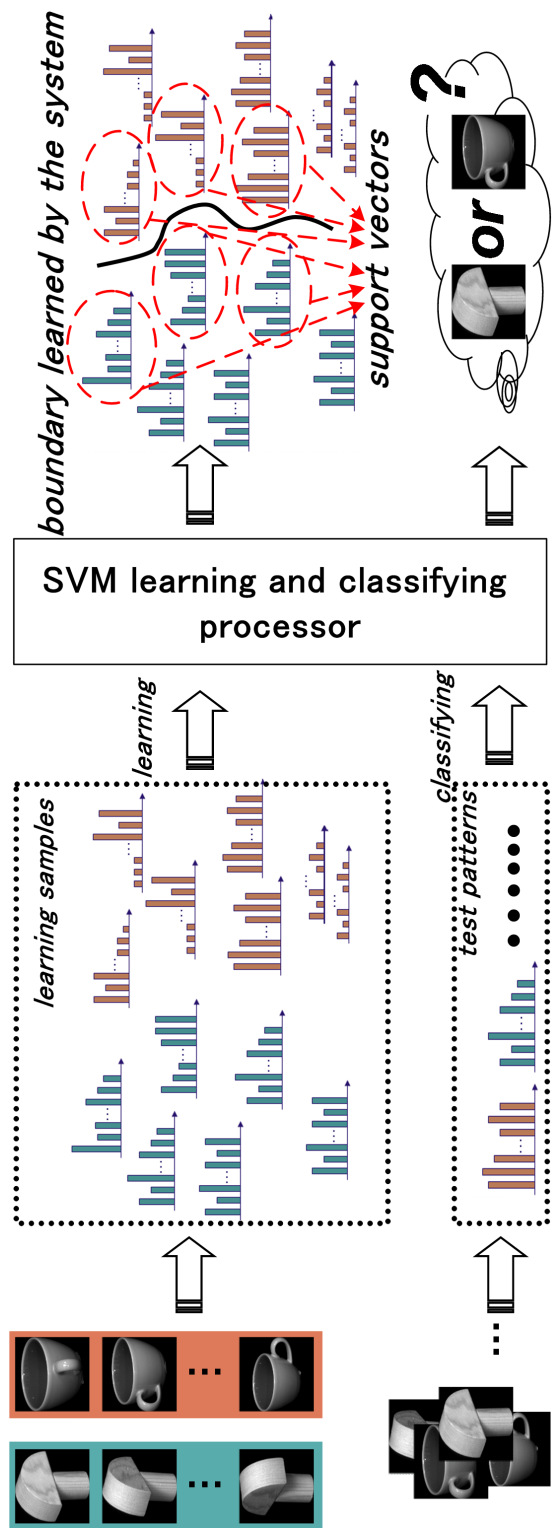 boundary learned by the system
support vectors
or
?
SVM learning and classifying
processor
learning
classifying
learning samples
test patterns